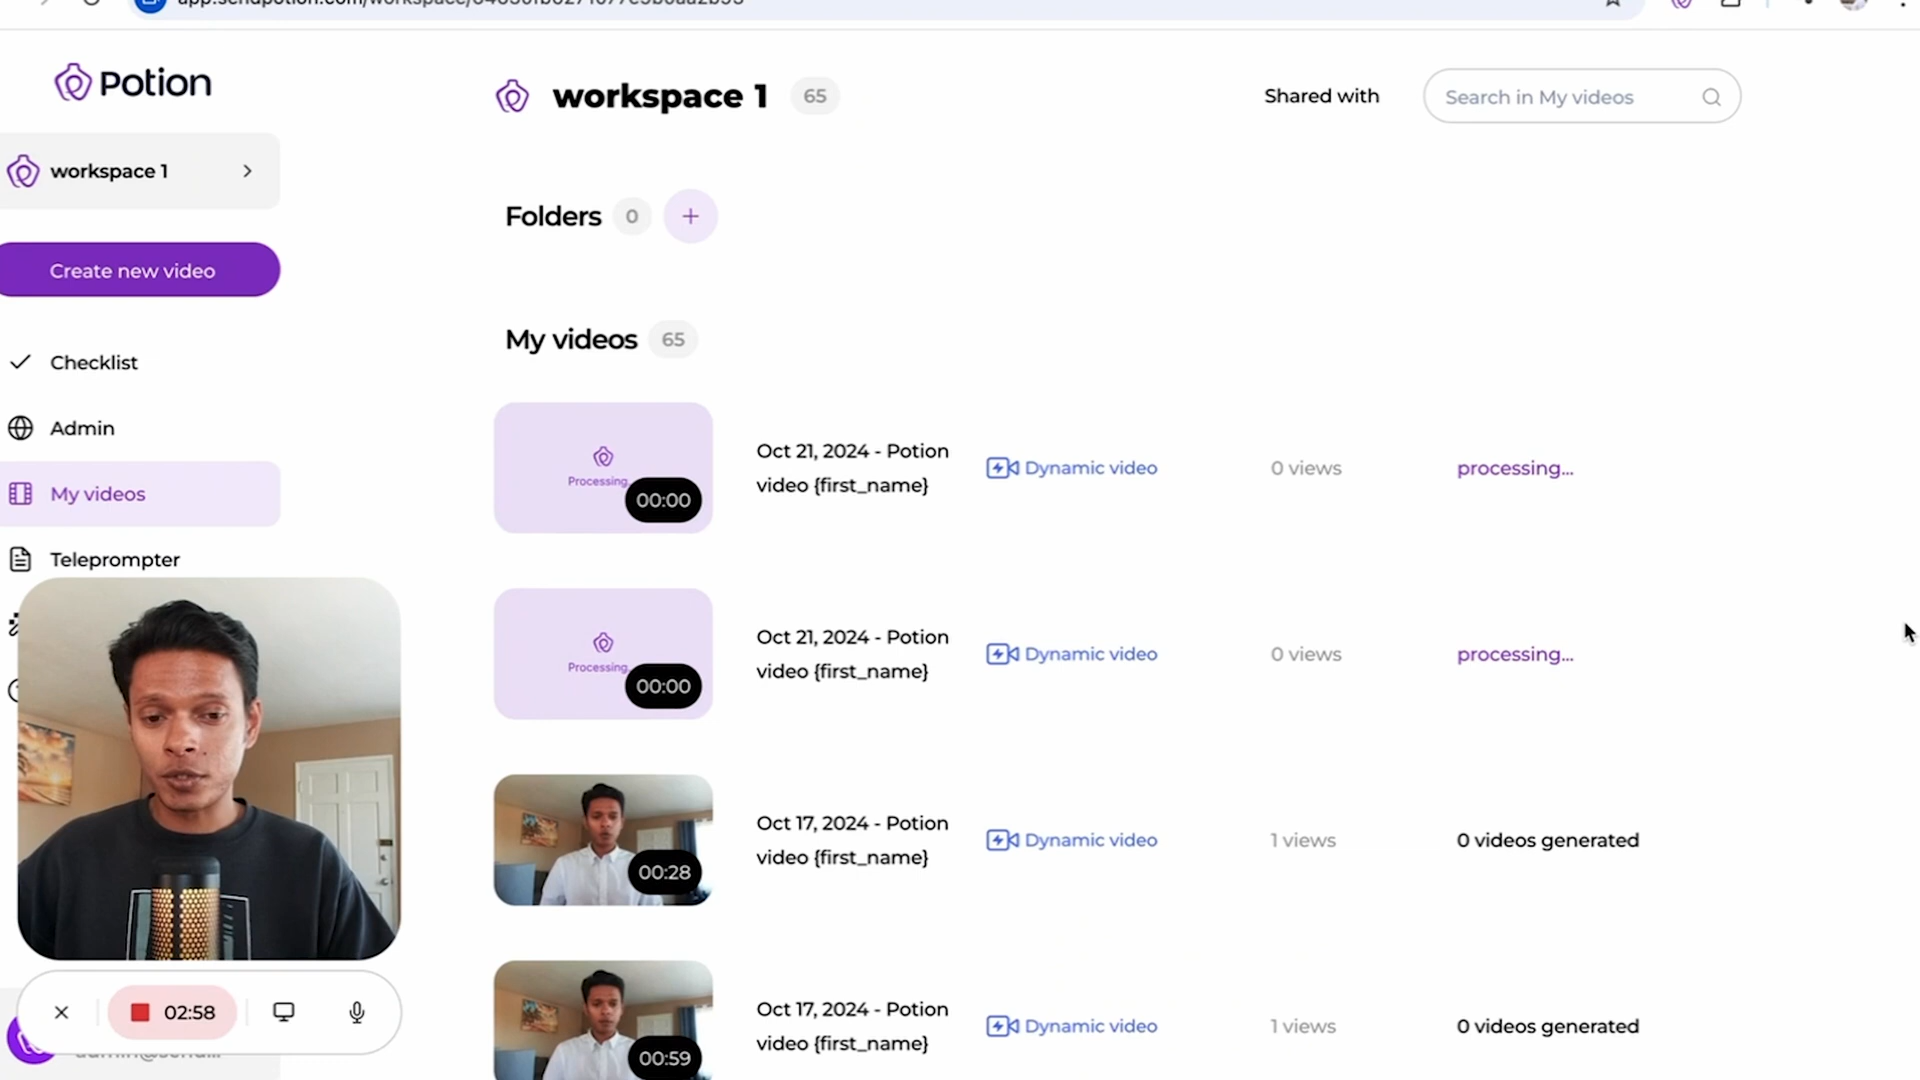 Potion
workspace 1
65
Shared with
Search in My videos
workspace 1
Folders 0 +
Create new video
My videos 65
Checklist
Admin
My videos
Teleprompter
Processing
00:00
Oct 21, 2024 - Potion
video {first_name}
Dynamic video
0 views
processing...
Processing
00:00
Oct 21, 2024 - Potion
video {first_name}
Dynamic video
0 views
processing...
00:28
Oct 17, 2024 - Potion
video {first_name}
Dynamic video
1 views
0 videos generated
00:59
Oct 17, 2024 - Potion
video {first_name}
Dynamic video
1 views
0 videos generated
02:58